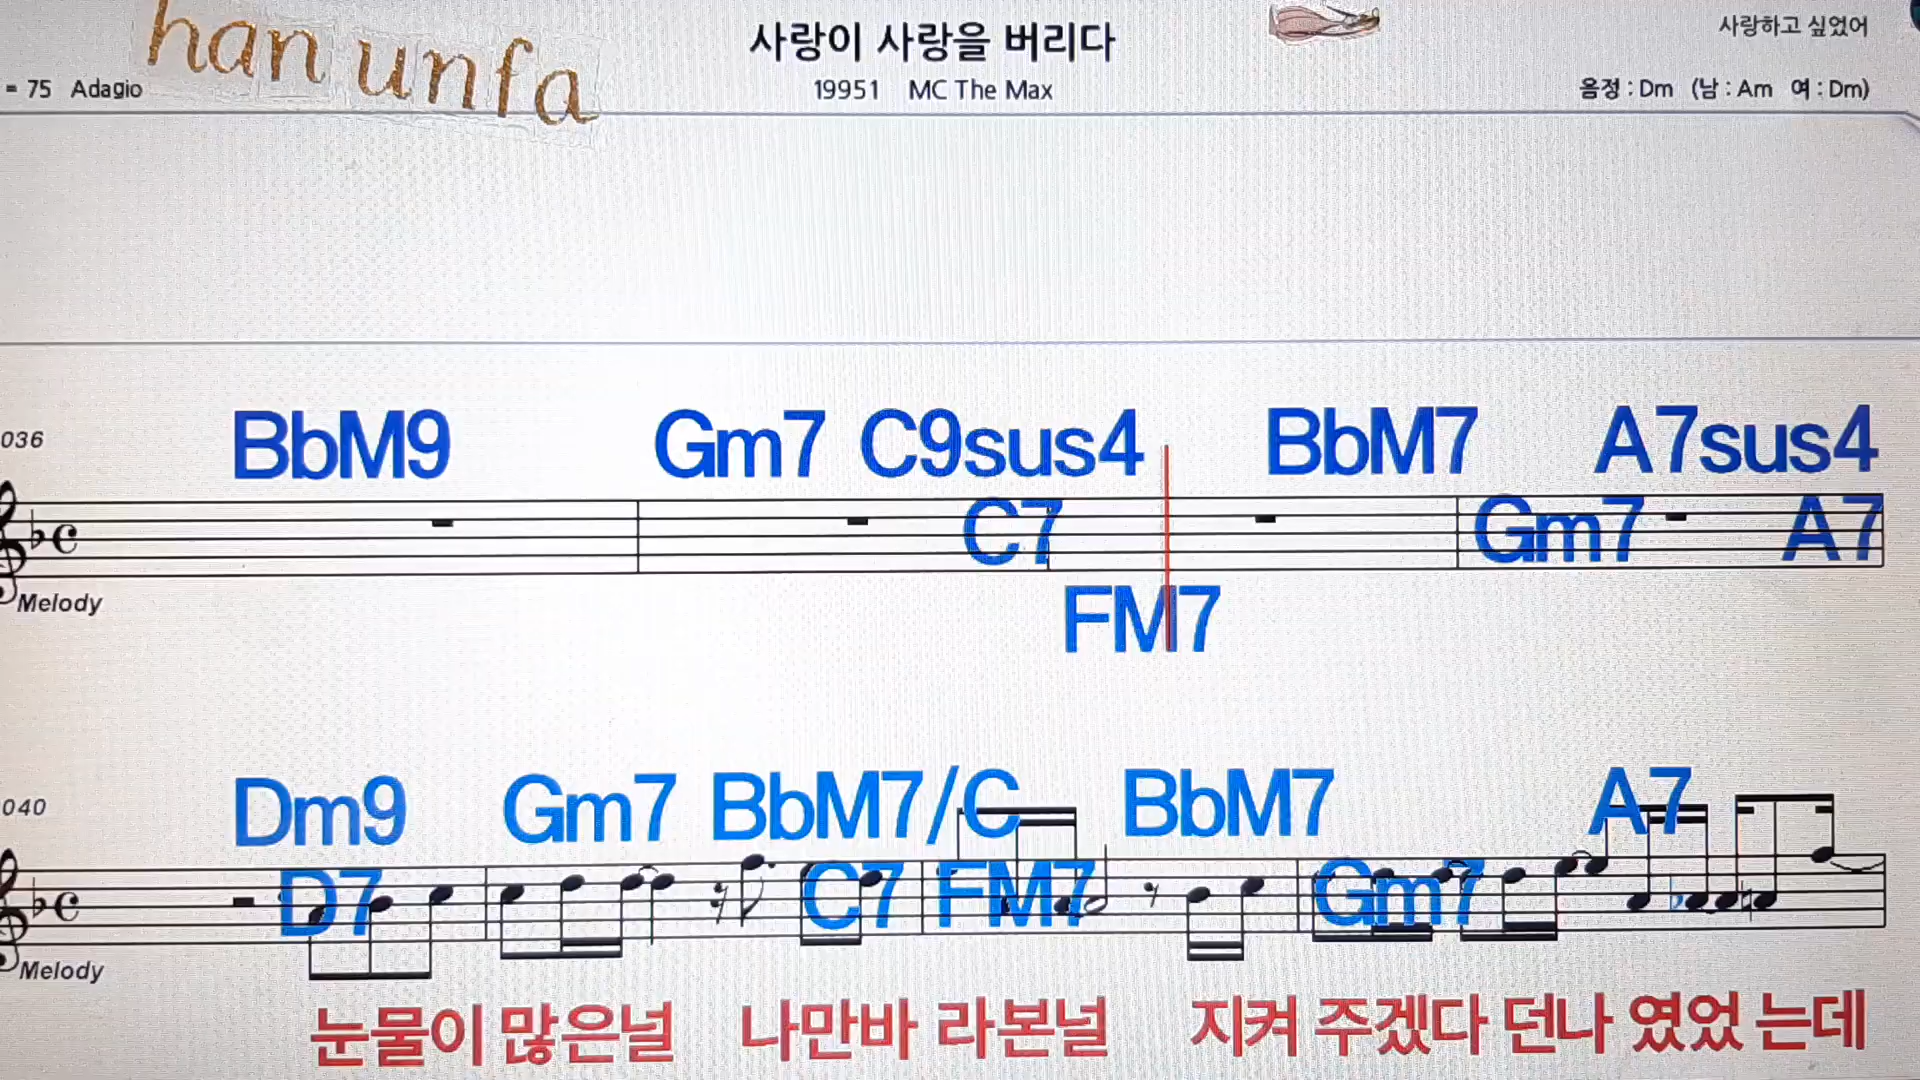 han unfa
사랑이 사랑을 버리다
사랑하고 싶었어
= 75 Adagio
19951 MC The Max
음정 : Dm (남 : Am 여 : Dm)
036
BbM9 Gm7 C9sus4 BbM7 A7sus4
C7 Gm7 A7
FM7
Melody
040
Dm9 Gm7 BbM7/C BbM7 A7
D7 C7 FM7 Gm7
Melody
눈물이 많은널 나만바 라본널 지켜 주겠다 던나 였었 는데